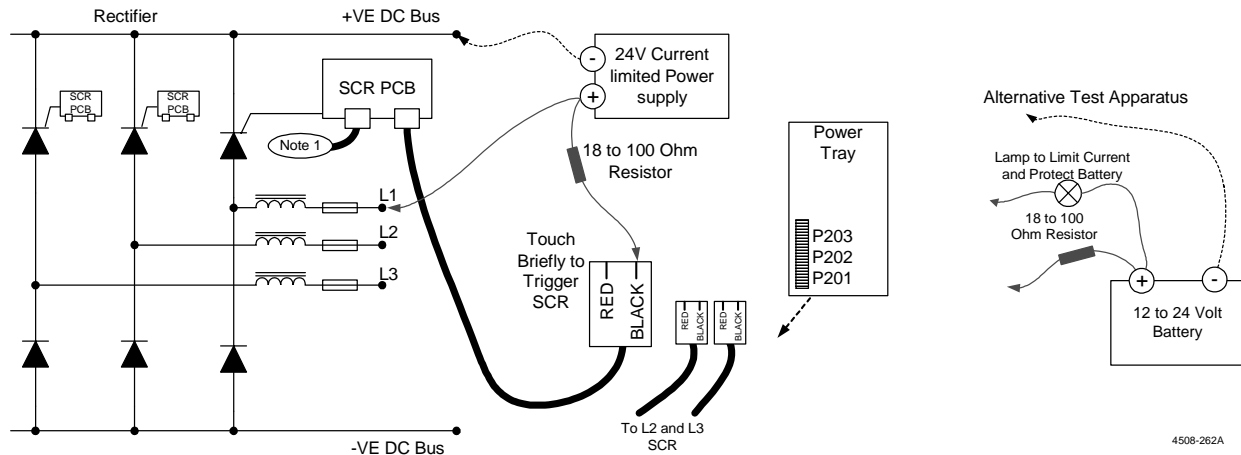 Rectifier
+VE DC Bus
SCR
PCB
SCR
PCB
SCR PCB
Note 1
-
+
24V Current
limited Power
supply
18 to 100 Ohm
Resistor
L1
L2
L3
Touch
Briefly to
Trigger
SCR
RED
BLACK
RED
BLACK
RED
BLACK
To L2 and L3
SCR
-VE DC Bus
Power
Tray
P203
P202
P201
Alternative Test Apparatus
Lamp to Limit Current
and Protect Battery
18 to 100
Ohm Resistor
+
-
12 to 24 Volt
Battery
4508-262A